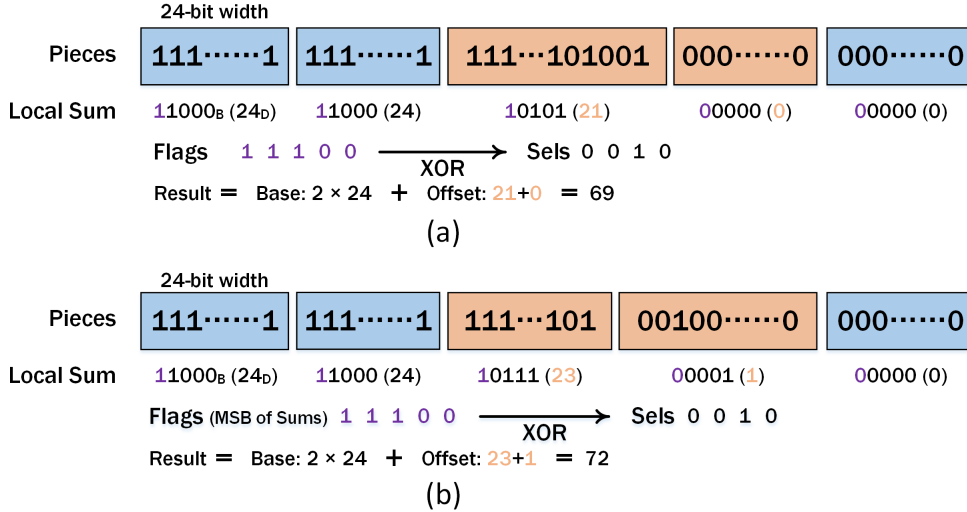 24-bit width
Pieces 111······1 111······1 111···101001 000······0 000······0
Local Sum 11000B (24D) 11000 (24) 10101 (21) 00000 (0) 00000 (0)
Flags 1 1 1 0 0 XOR Sels 0 0 1 0
Result = Base: 2 × 24 + Offset: 21+0 = 69
(a)
24-bit width
Pieces 111······1 111······1 111···101 00100······0 000······0
Local Sum 11000B (24D) 11000 (24) 10111 (23) 00001 (1) 00000 (0)
Flags (MSB of Sums) 1 1 1 0 0 XOR Sels 0 0 1 0
Result = Base: 2 × 24 + Offset: 23+1 = 72
(b)